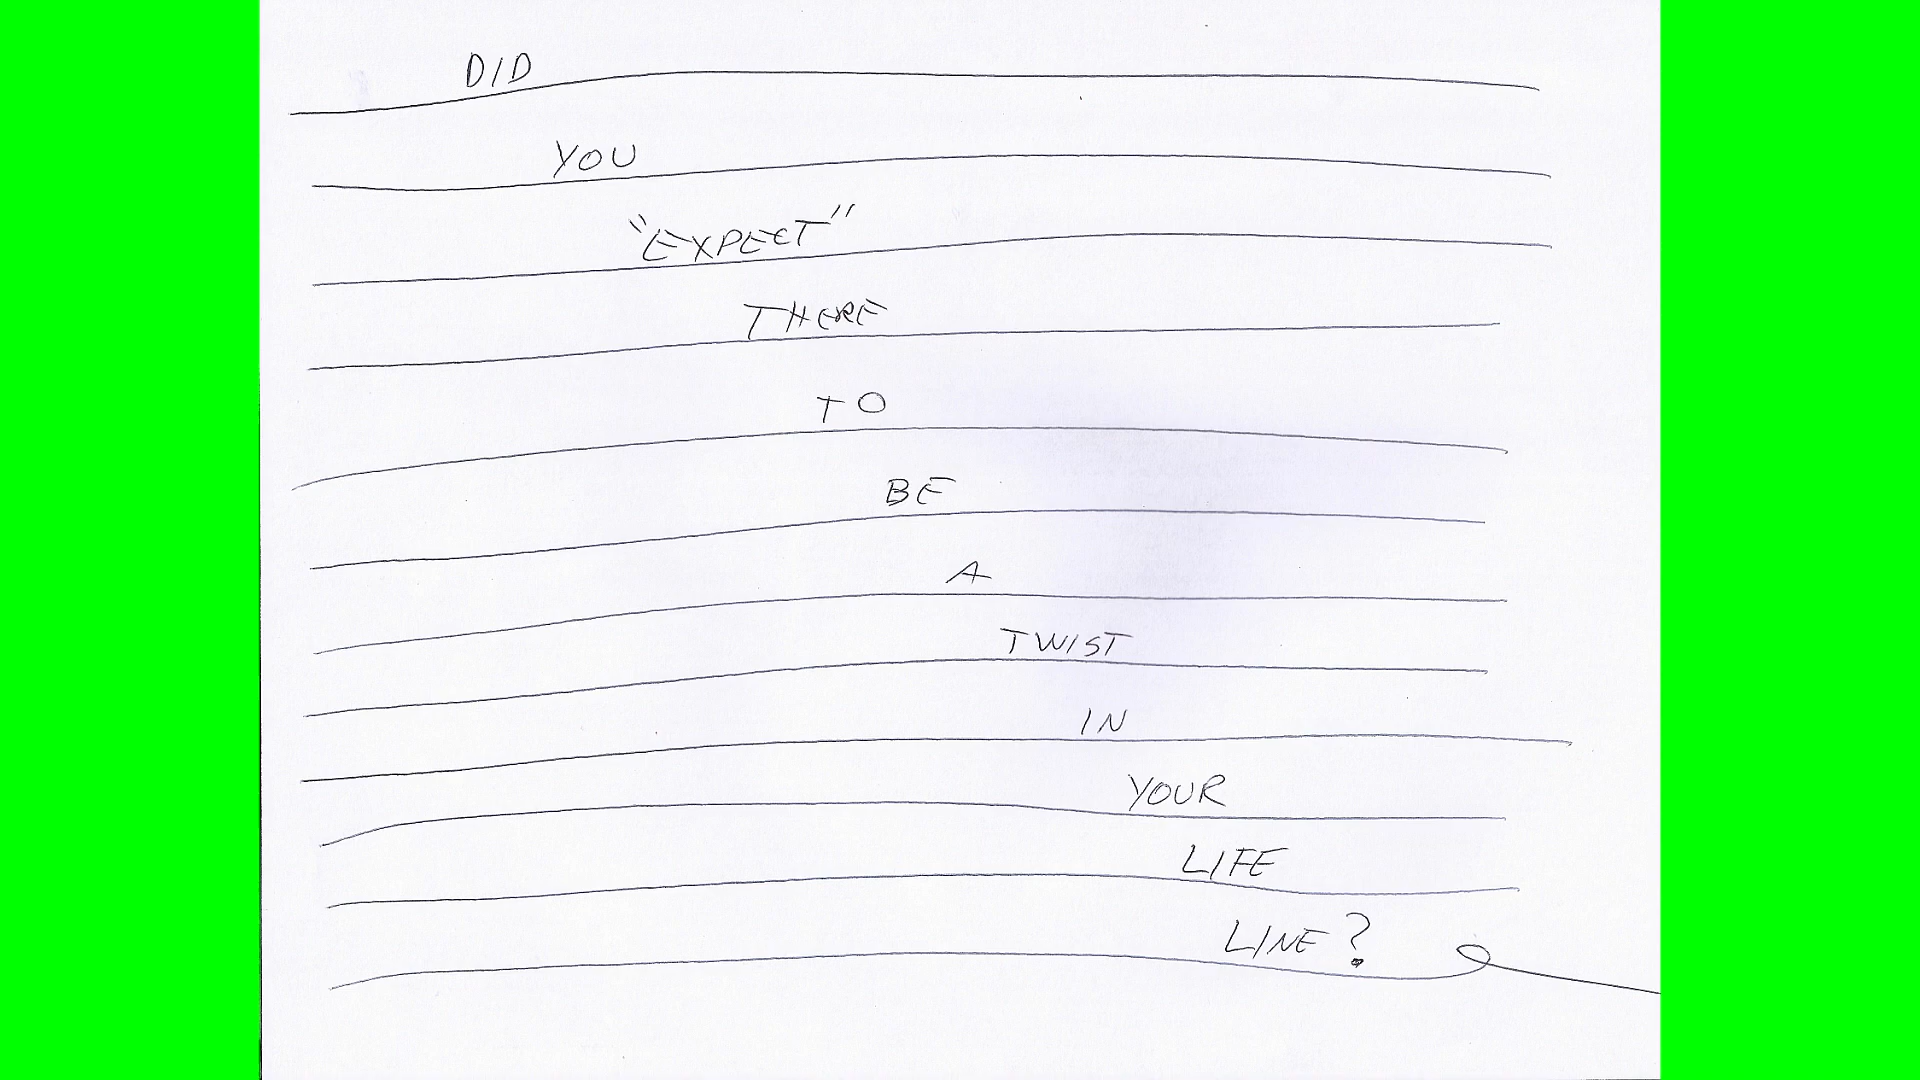 DID
YOU
"EXPECT"
THERE
TO
BE
A
TWIST
IN
YOUR
LIFE
LINE?